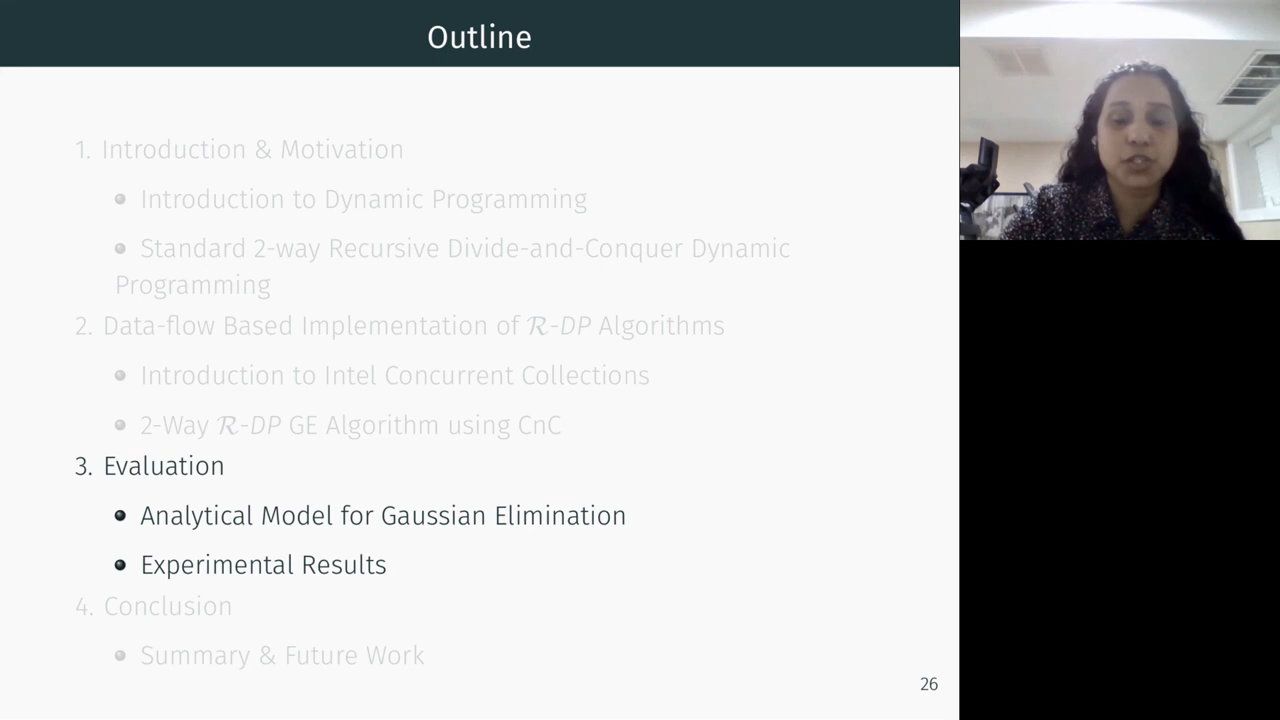 Outline
1. Introduction & Motivation
• Introduction to Dynamic Programming
• Standard 2-way Recursive Divide-and-Conquer Dynamic
Programming
2. Data-flow Based Implementation of ℛ-DP Algorithms
• Introduction to Intel Concurrent Collections
• 2-Way ℛ-DP GE Algorithm using CnC
3. Evaluation
• Analytical Model for Gaussian Elimination
• Experimental Results
4. Conclusion
• Summary & Future Work
26